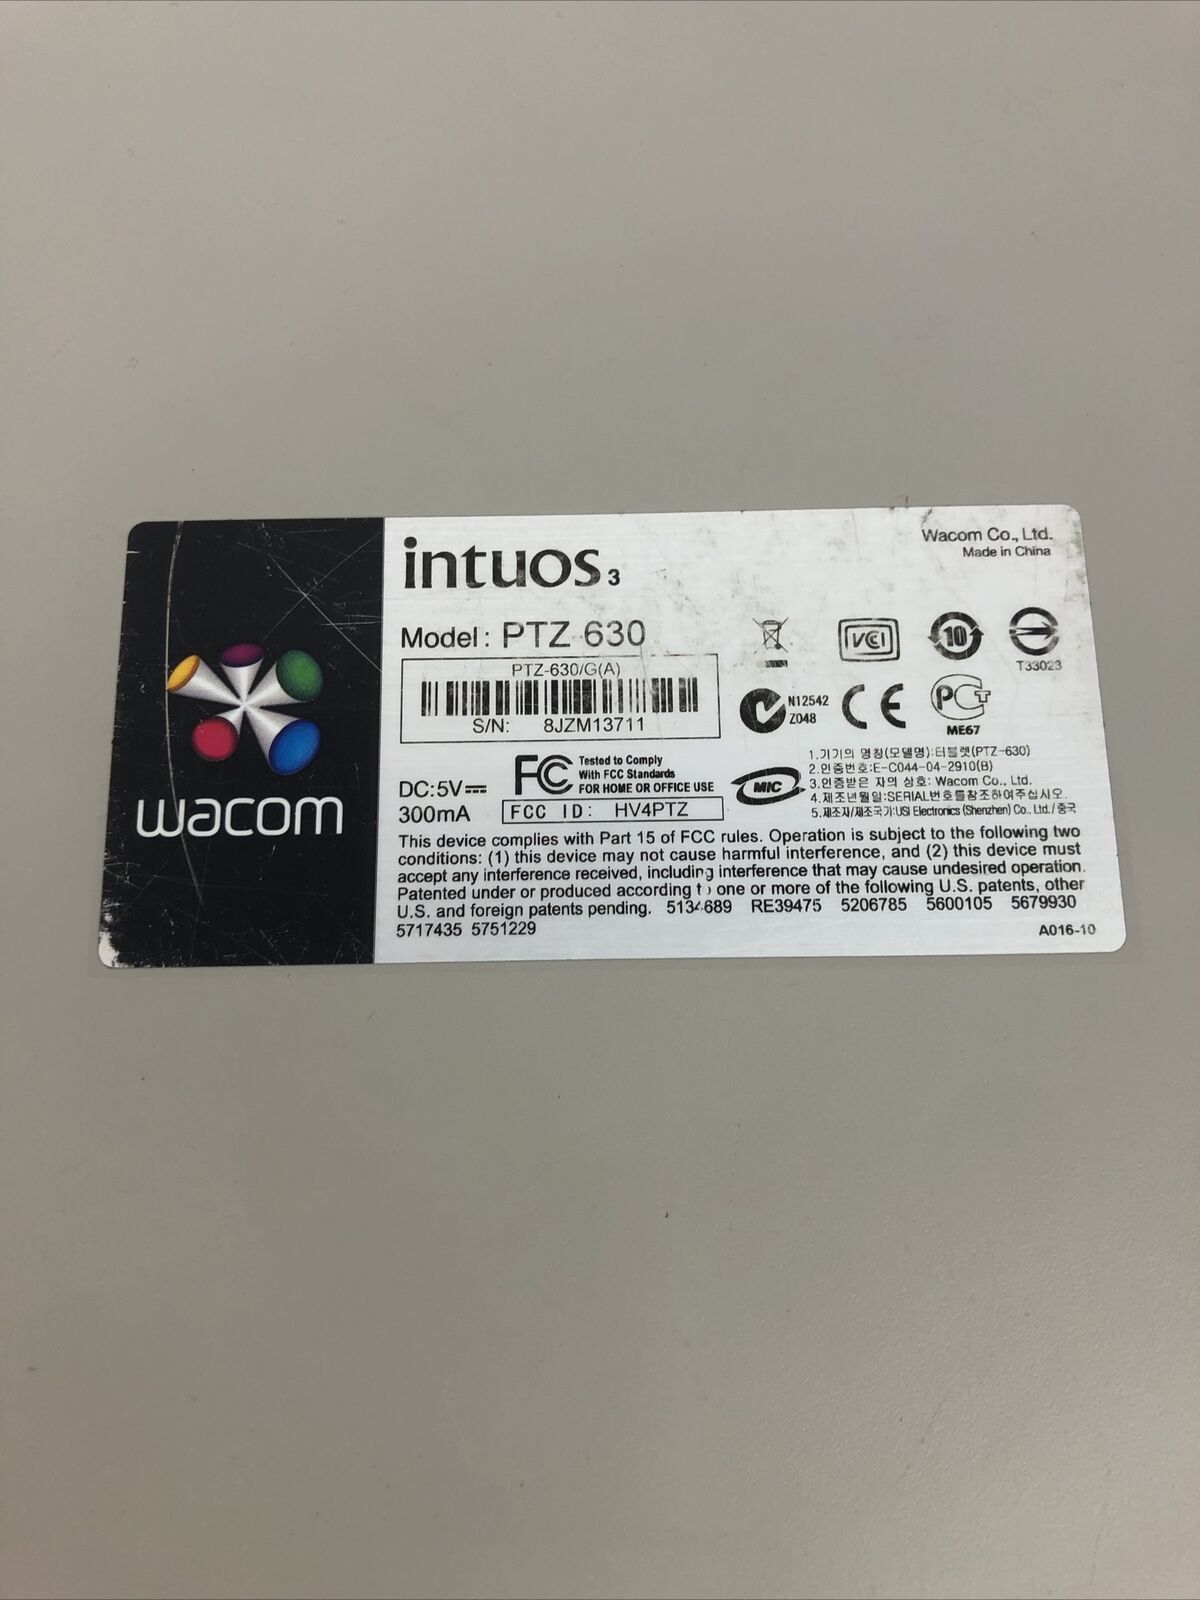 wacom
intuos3
Wacom Co., Ltd.
Made in China
Model: PTZ-630
PTZ-630/G(A)
S/N: 8JZM13711
VCCI
10
T33023
N12542
Z048
CE
PCT
ME67
DC:5V
300mA
FC
Tested to Comply
With FCC Standards
FOR HOME OR OFFICE USE
FCC ID: HV4PTZ
MIC
1.기기의 명칭(모델명):터블렛(PTZ-630)
2.인증번호:E-C044-04-2910(B)
3.인증받은 자의 상호: Wacom Co., Ltd.
4.제조년월일:SERIAL번호를참조하여주십시오.
5.제조자/제조국가:USI Electronics (Shenzhen) Co., Ltd./ 중국
This device complies with Part 15 of FCC rules. Operation is subject to the following two
conditions: (1) this device may not cause harmful interference, and (2) this device must
accept any interference received, including interference that may cause undesired operation.
Patented under or produced according to one or more of the following U.S. patents, other
U.S. and foreign patents pending. RE39475 5206785 5600105 5679930
5717435 5751229
A016-10